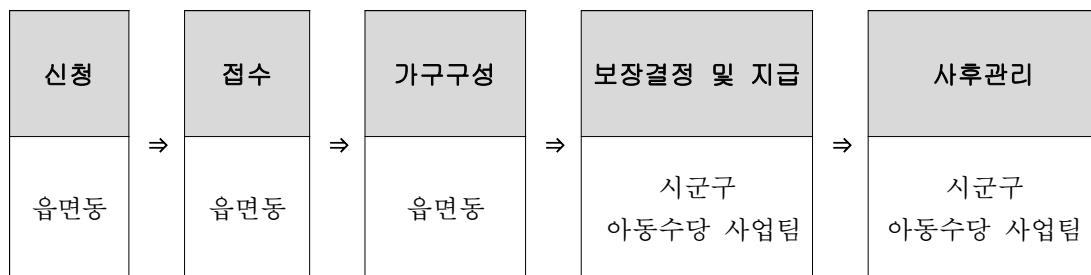 신청 접수 가구구성 보장결정 및 지급 사후관리
⇒ ⇒ ⇒ ⇒
읍면동 읍면동 읍면동 시군구 시군구
아동수당 사업팀 아동수당 사업팀